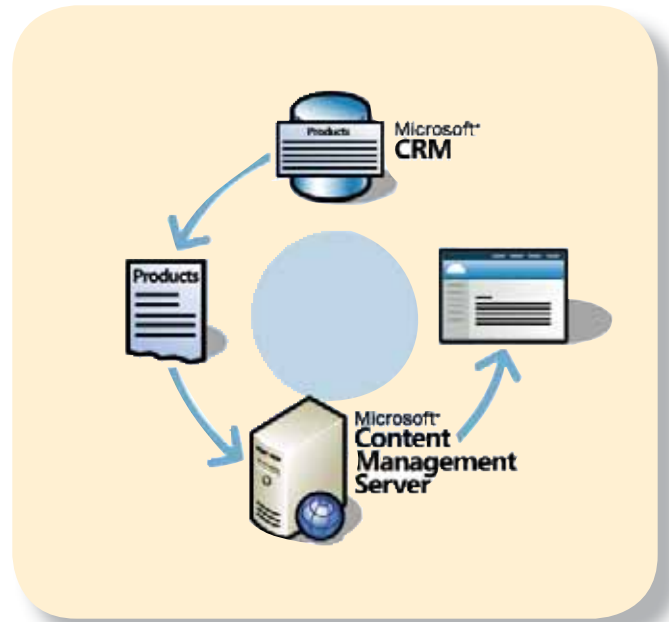 Products
Microsoft®
CRM
Products
Microsoft®
Content
Management
Server